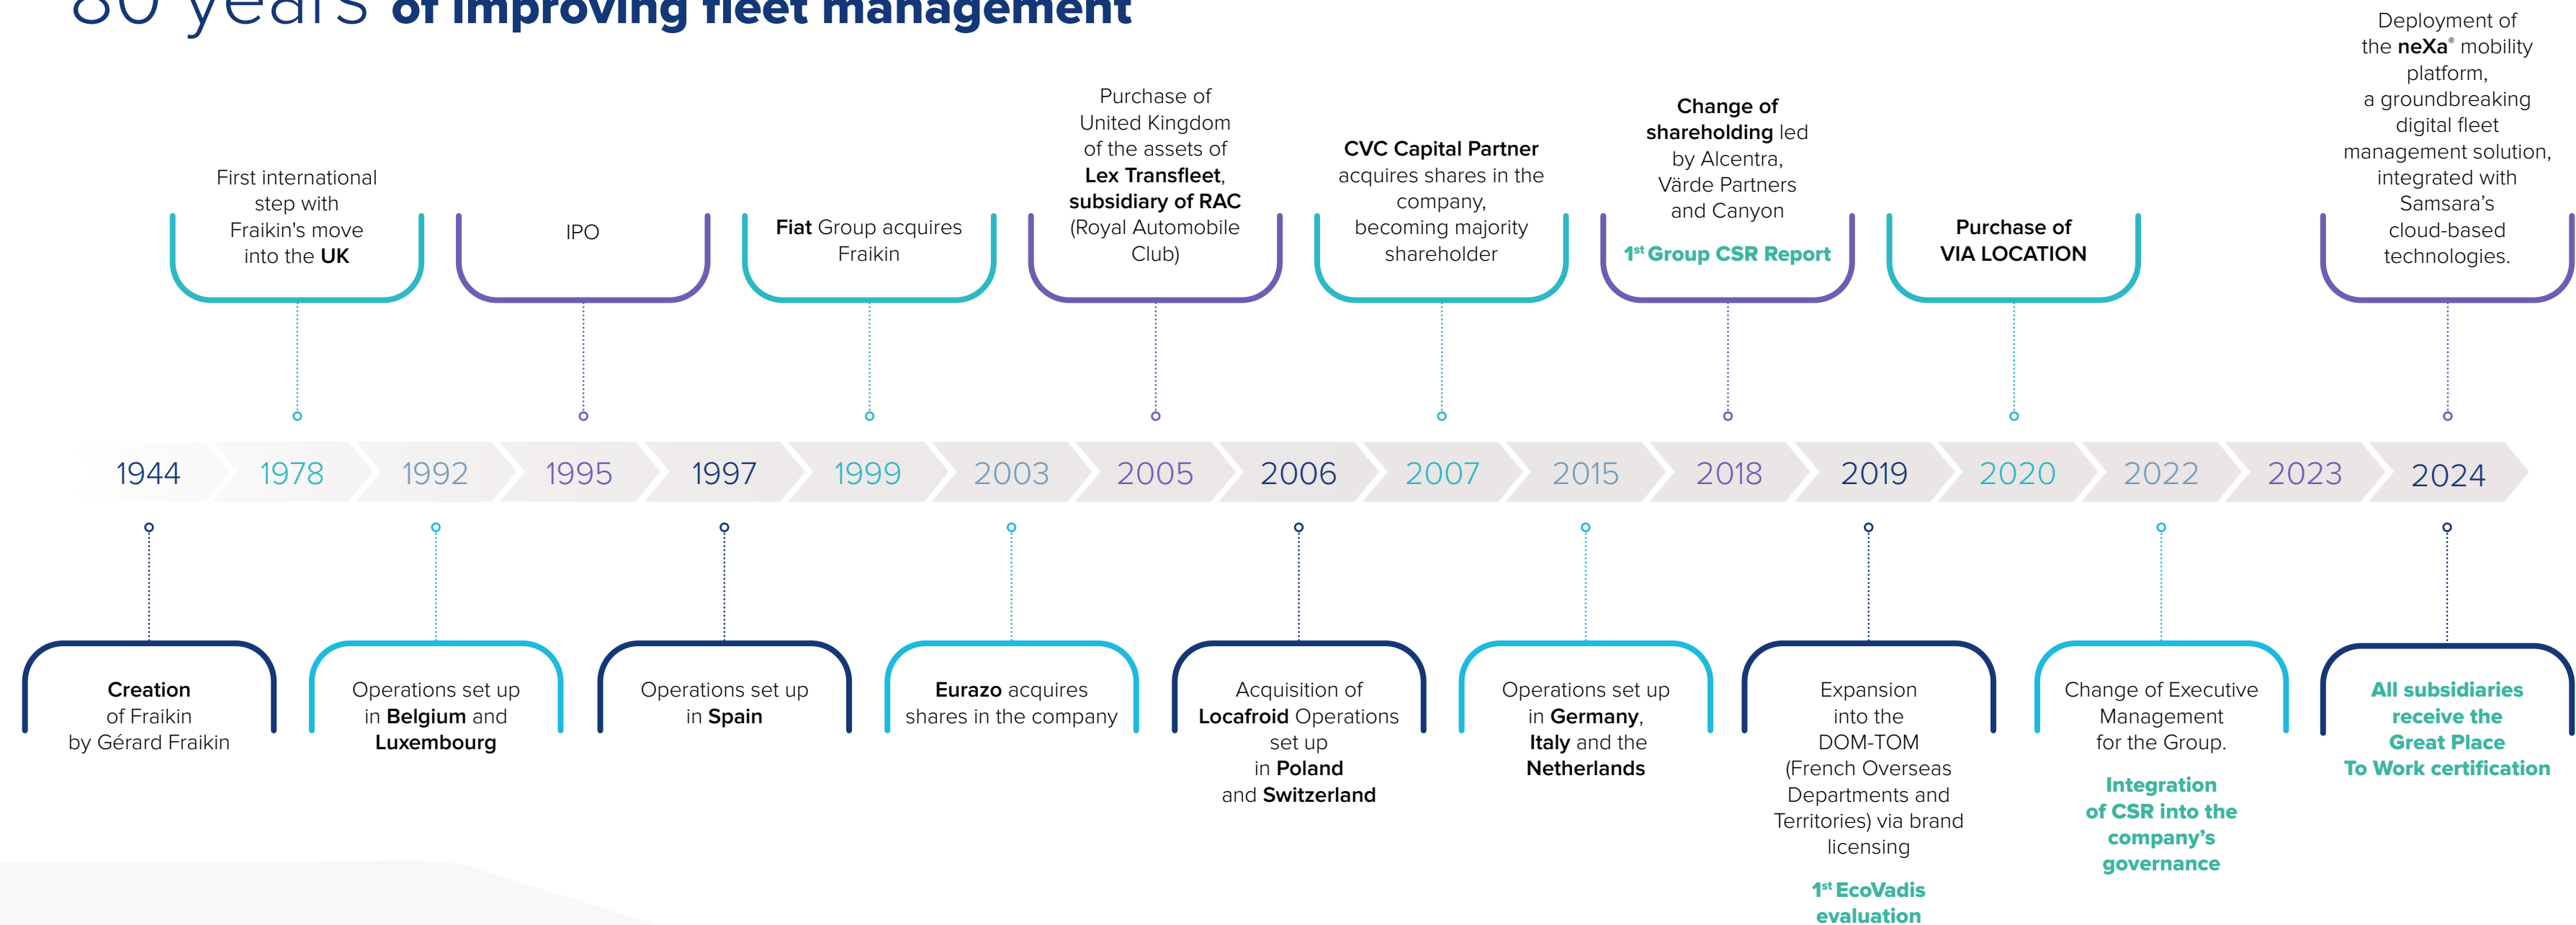 80 years of improving fleet management
Deployment of
the neXa® mobility
platform,
a groundbreaking
digital fleet
management solution,
integrated with
Samsara’s
cloud-based
technologies.
First international
step with
Fraikin's move
into the UK
IPO
Fiat Group acquires
Fraikin
Purchase of
United Kingdom
of the assets of
Lex Transfleet,
subsidiary of RAC
(Royal Automobile
Club)
CVC Capital Partner
acquires shares in the
company,
becoming majority
shareholder
Change of
shareholding led
by Alcentra,
Värde Partners
and Canyon
1st Group CSR Report
Purchase of
VIA LOCATION
1944 1978 1992 1995 1997 1999 2003 2005 2006 2007 2015 2018 2019 2020 2022 2023 2024
Creation
of Fraikin
by Gérard Fraikin
Operations set up
in Belgium and
Luxembourg
Operations set up
in Spain
Eurazo acquires
shares in the company
Acquisition of
Locafroid Operations
set up
in Poland
and Switzerland
Operations set up
in Germany,
Italy and the
Netherlands
Expansion
into the
DOM-TOM
(French Overseas
Departments and
Territories) via brand
licensing
1st EcoVadis
evaluation
Change of Executive
Management
for the Group.
Integration
of CSR into the
company’s
governance
All subsidiaries
receive the
Great Place
To Work certification